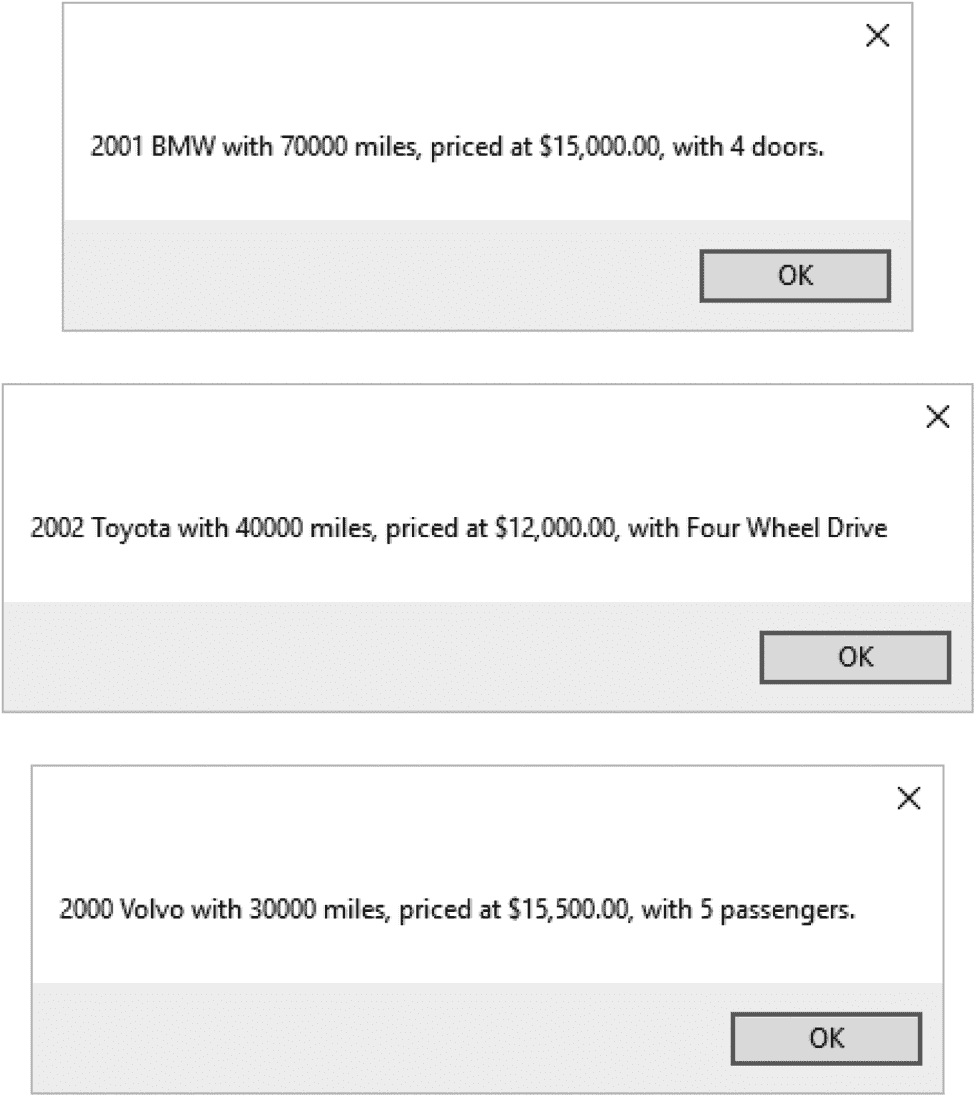 2001 BMW with 70000 miles, priced at $15,000.00, with 4 doors.
OK
2002 Toyota with 40000 miles, priced at $12,000.00, with Four Wheel Drive
OK
2000 Volvo with 30000 miles, priced at $15,500.00, with 5 passengers.
OK